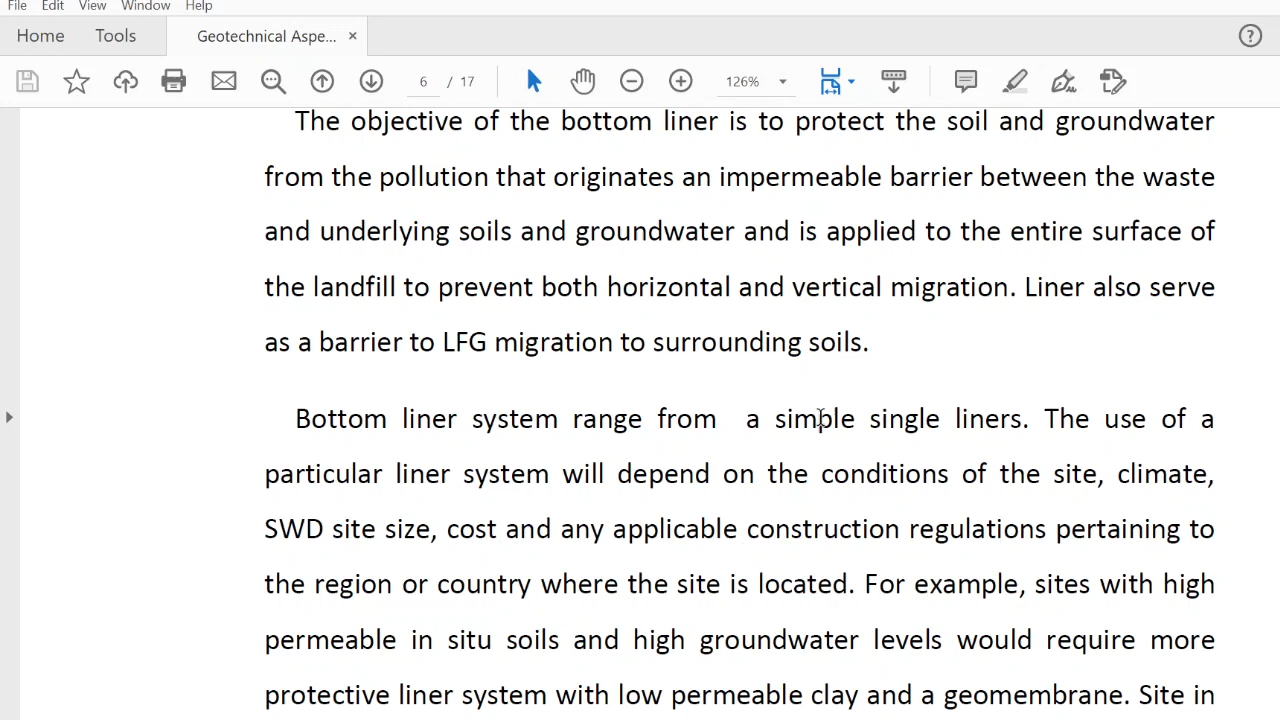 File Edit View Window Help
Home Tools Geotechnical Aspe... ×
6 / 17 126%
The objective of the bottom liner is to protect the soil and groundwater
from the pollution that originates an impermeable barrier between the waste
and underlying soils and groundwater and is applied to the entire surface of
the landfill to prevent both horizontal and vertical migration. Liner also serve
as a barrier to LFG migration to surrounding soils.
Bottom liner system range from a simple single liners. The use of a
particular liner system will depend on the conditions of the site, climate,
SWD site size, cost and any applicable construction regulations pertaining to
the region or country where the site is located. For example, sites with high
permeable in situ soils and high groundwater levels would require more
protective liner system with low permeable clay and a geomembrane. Site in